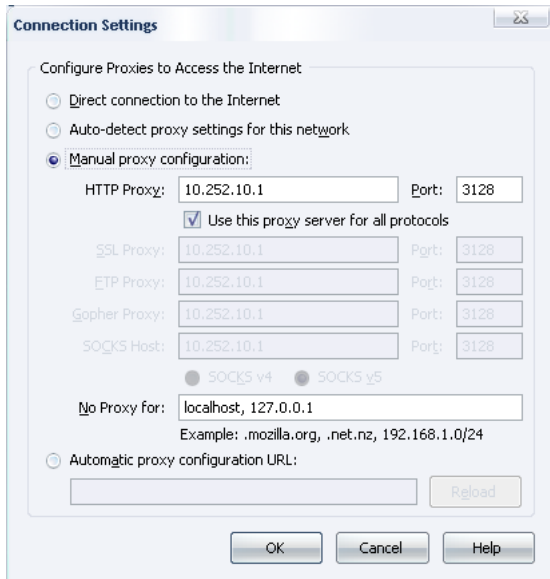 Connection Settings
Configure Proxies to Access the Internet
Direct connection to the Internet
Auto-detect proxy settings for this network
Manual proxy configuration:
HTTP Proxy: 10.252.10.1 Port: 3128
Use this proxy server for all protocols
SSL Proxy: 10.252.10.1 Port: 3128
FTP Proxy: 10.252.10.1 Port: 3128
Gopher Proxy: 10.252.10.1 Port: 3128
SOCKS Host: 10.252.10.1 Port: 3128
SOCKS v4 SOCKS v5
No Proxy for: localhost, 127.0.0.1
Example: .mozilla.org, .net.nz, 192.168.1.0/24
Automatic proxy configuration URL:
Reload
OK Cancel Help